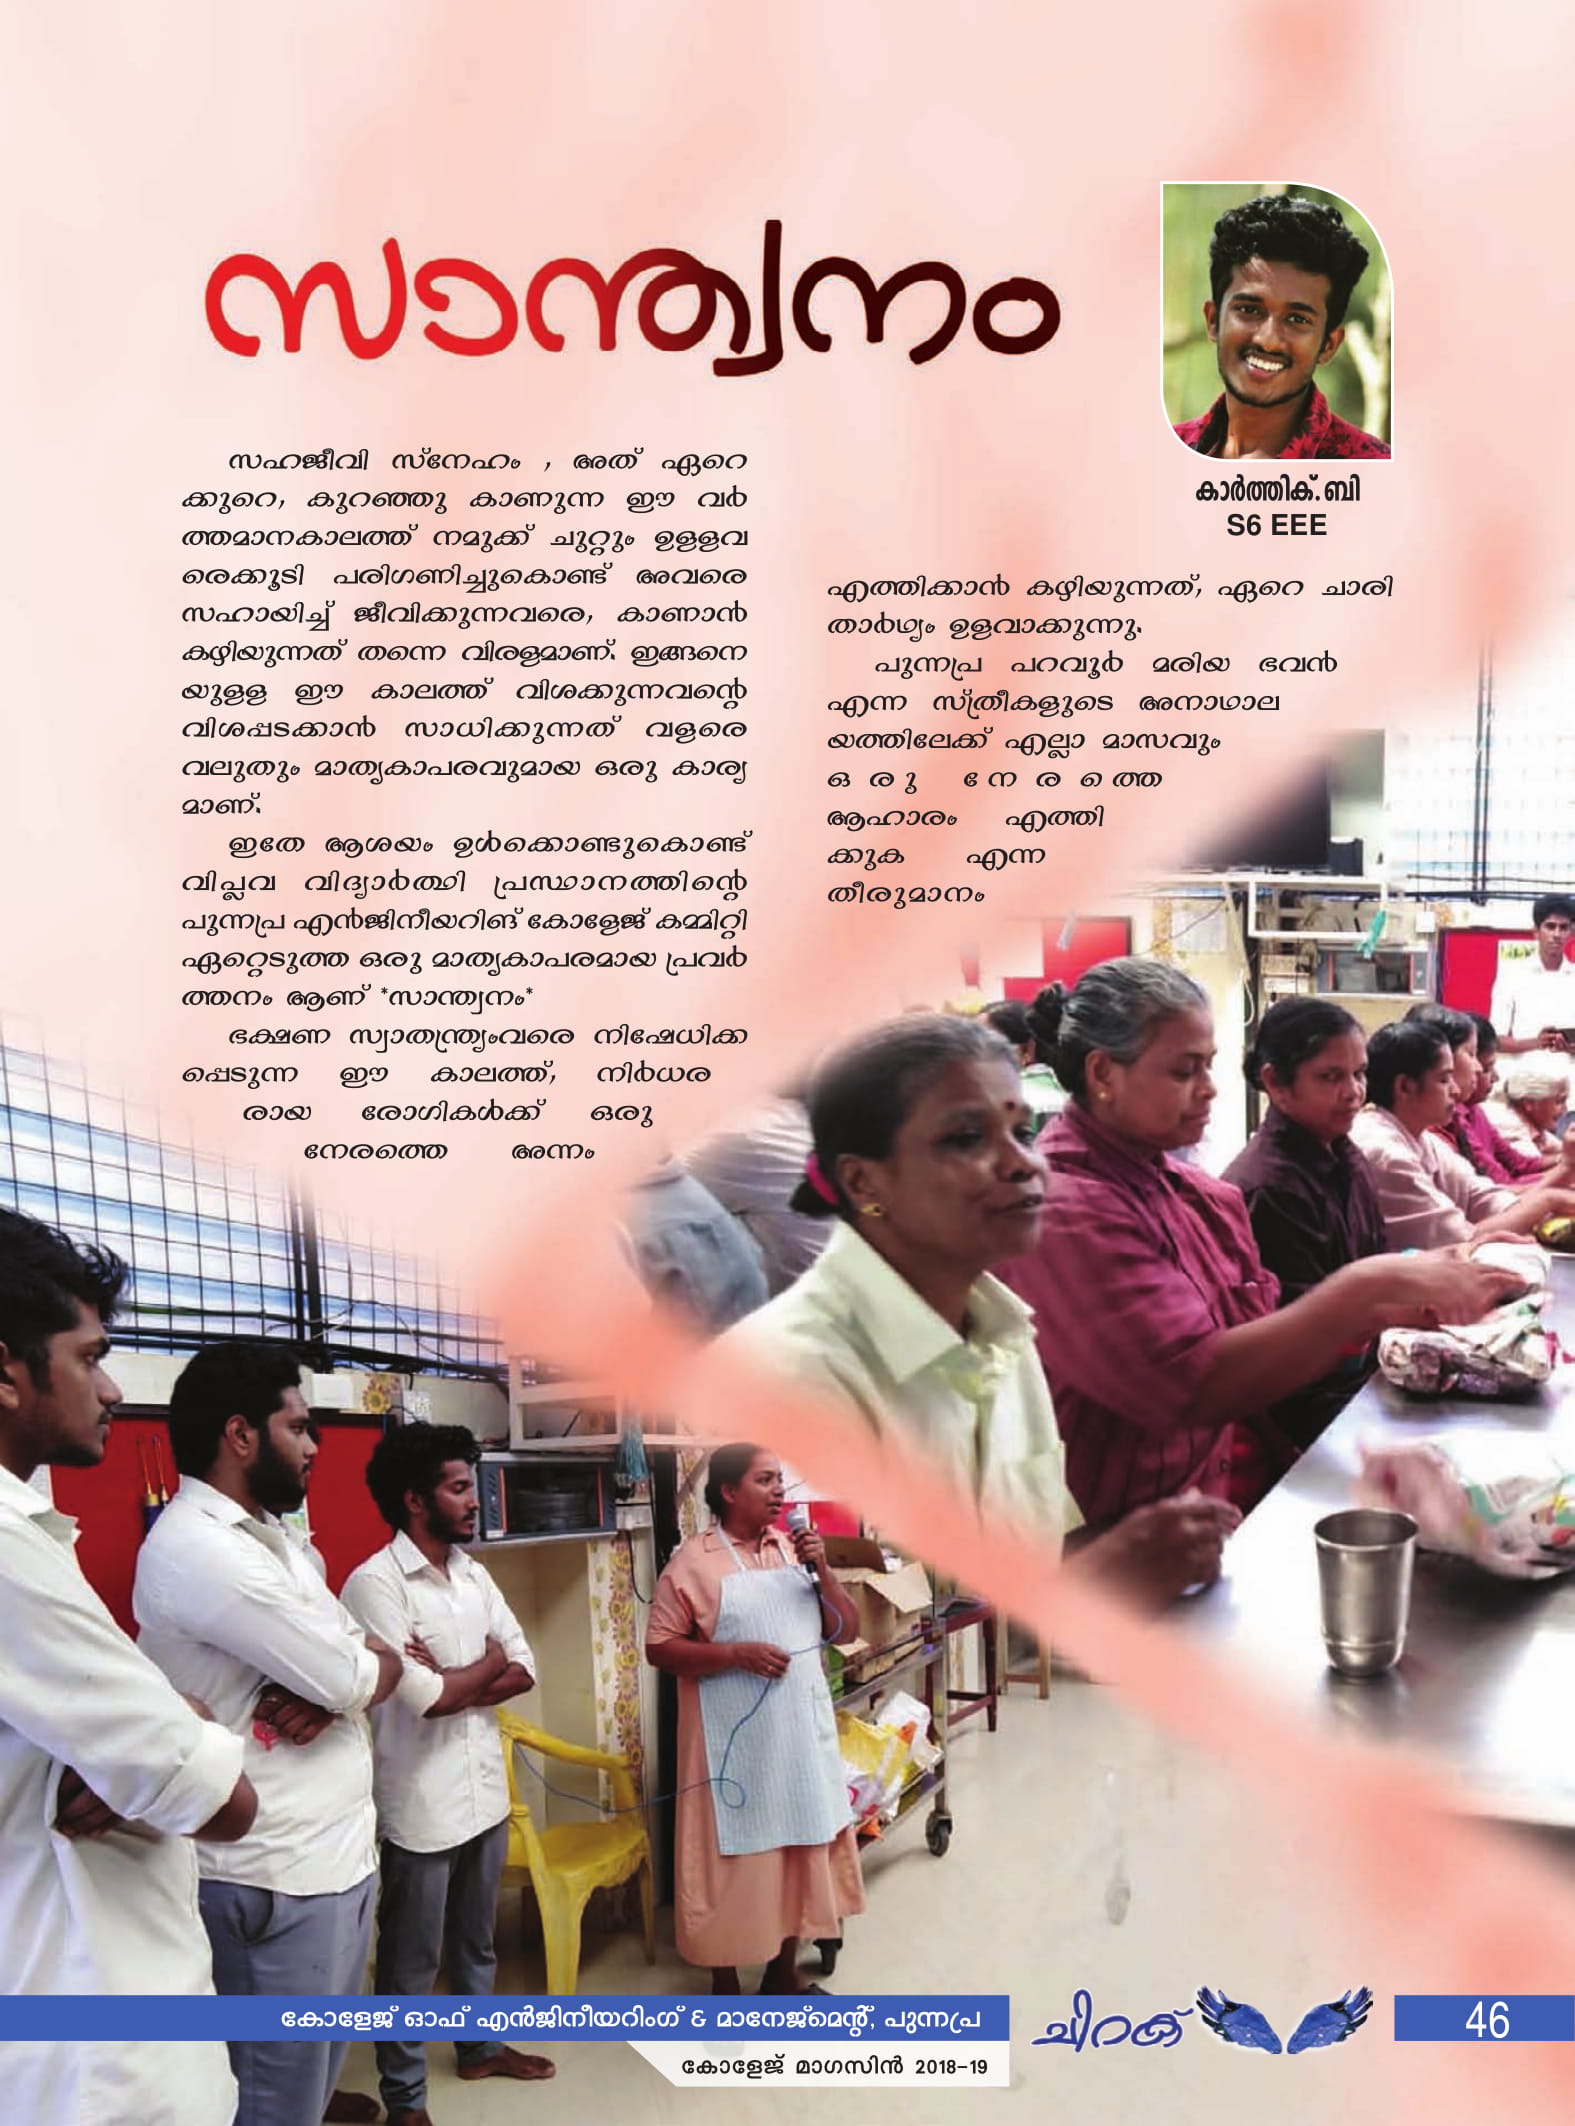 സാന്ത്വനം
സഹജീവി സ്നേഹം , അത് ഏറെ
ക്കുറെ, കുറഞ്ഞു കാണുന്ന ഈ വർ
ത്തമാനകാലത്ത് നമുക്ക് ചുറ്റും ഉളളവ
രെക്കൂടി പരിഗണിച്ചുകൊണ്ട് അവരെ
സഹായിച്ച് ജീവിക്കുന്നവരെ, കാണാൻ
കഴിയുന്നത് തന്നെ വിരളമാണ്. ഇങ്ങനെ
യുളള ഈ കാലത്ത് വിശക്കുന്നവന്റെ
വിശപ്പടക്കാൻ സാധിക്കുന്നത് വളരെ
വലുതും മാതൃകാപരവുമായ ഒരു കാര്യ
മാണ്.
ഇതേ ആശയം ഉൾക്കൊണ്ടുകൊണ്ട്
വിപ്ലവ വിദ്യാർത്ഥി പ്രസ്ഥാനത്തിന്റെ
പുന്നപ്ര എൻജിനീയറിങ് കോളേജ് കമ്മിറ്റി
ഏറ്റെടുത്ത ഒരു മാതൃകാപരമായ പ്രവർ
ത്തനം ആണ് *സാന്ത്വനം*
ഭക്ഷണ സ്വാതന്ത്ര്യംവരെ നിഷേധിക്ക
പ്പെടുന്ന ഈ കാലത്ത്, നിർധര
രായ രോഗികൾക്ക് ഒരു
നേരത്തെ അന്നം
കാർത്തിക്.ബി
S6 EEE
എത്തിക്കാൻ കഴിയുന്നത്, ഏറെ ചാരി
താർഥ്യം ഉളവാക്കുന്നു.
പുന്നപ്ര പറവൂർ മരിയ ഭവൻ
എന്ന സ്ത്രീകളുടെ അനാഥാല
യത്തിലേക്ക് എല്ലാ മാസവും
ഒരു നേരത്തെ
ആഹാരം എത്തി
ക്കുക എന്ന
തീരുമാനം
കോളേജ് ഓഫ് എൻജിനീയറിംഗ് & മാനേജ്മെന്റ്, പുന്നപ്ര
ചിറക്
46
കോളേജ് മാഗസിൻ 2018-19